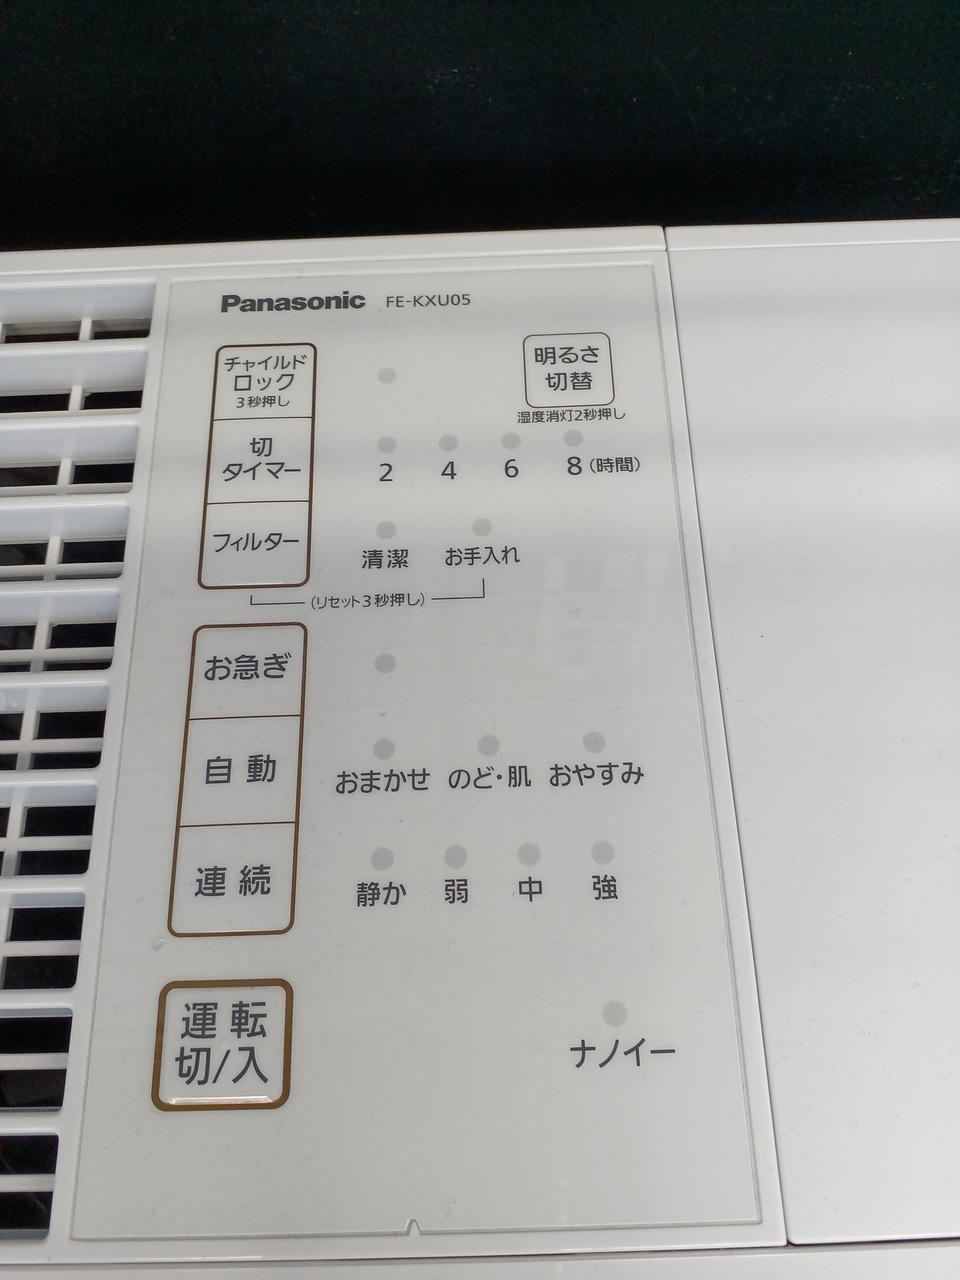 Panasonic FE-KXU05
チャイルド
ロック
3秒押し
明るさ
切替
湿度消灯2秒押し
切
タイマー
2 4 6 8(時間)
フィルター
清潔 お手入れ
(リセット3秒押し)
お急ぎ
自動
おまかせ のど・肌 おやすみ
連続
静か 弱 中 強
運転
切/入
ナノイー